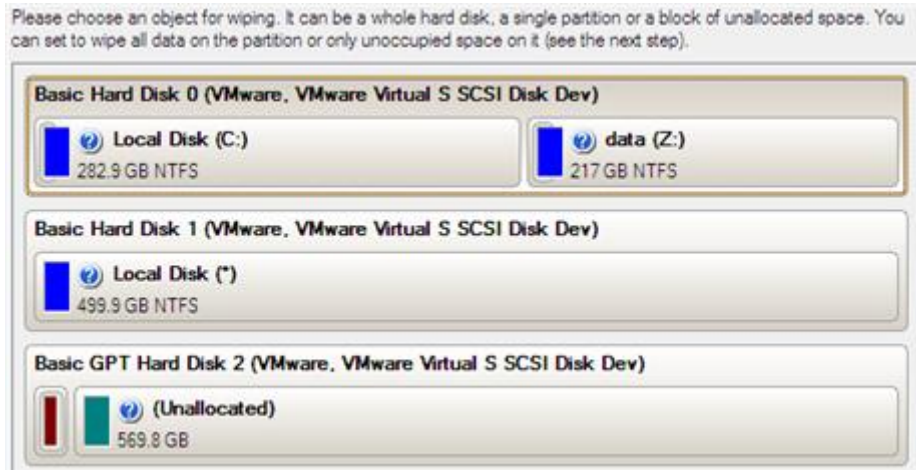 Please choose an object for wiping. It can be a whole hard disk, a single partition or a block of unallocated space. You
can set to wipe all data on the partition or only unoccupied space on it (see the next step).
Basic Hard Disk 0 (VMware, VMware Virtual S SCSI Disk Dev)
Local Disk (C:)
282.9 GB NTFS
data (Z:)
217 GB NTFS
Basic Hard Disk 1 (VMware, VMware Virtual S SCSI Disk Dev)
Local Disk (*)
499.9 GB NTFS
Basic GPT Hard Disk 2 (VMware, VMware Virtual S SCSI Disk Dev)
(Unallocated)
569.8 GB